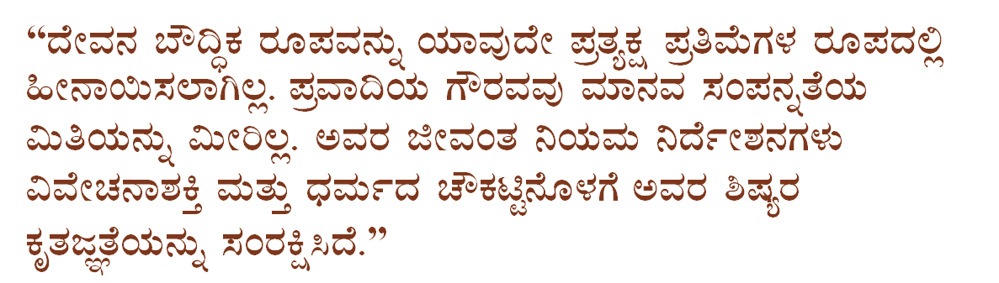 “ದೇವನ ಬೌದ್ಧಿಕ ರೂಪವನ್ನು ಯಾವುದೇ ಪ್ರತ್ಯಕ್ಷ ಪ್ರತಿಮೆಗಳ ರೂಪದಲ್ಲಿ
ಹೀನಾಯಿಸಲಾಗಿಲ್ಲ. ಪ್ರವಾದಿಯ ಗೌರವವು ಮಾನವ ಸಂಪನ್ನತೆಯ
ಮಿತಿಯನ್ನು ಮೀರಿಲ್ಲ. ಅವರ ಜೀವಂತ ನಿಯಮ ನಿರ್ದೇಶನಗಳು
ವಿವೇಚನಾಶಕ್ತಿ ಮತ್ತು ಧರ್ಮದ ಚೌಕಟ್ಟಿನೊಳಗೆ ಅವರ ಶಿಷ್ಯರ
ಕೃತಜ್ಞತೆಯನ್ನು ಸಂರಕ್ಷಿಸಿದೆ.”